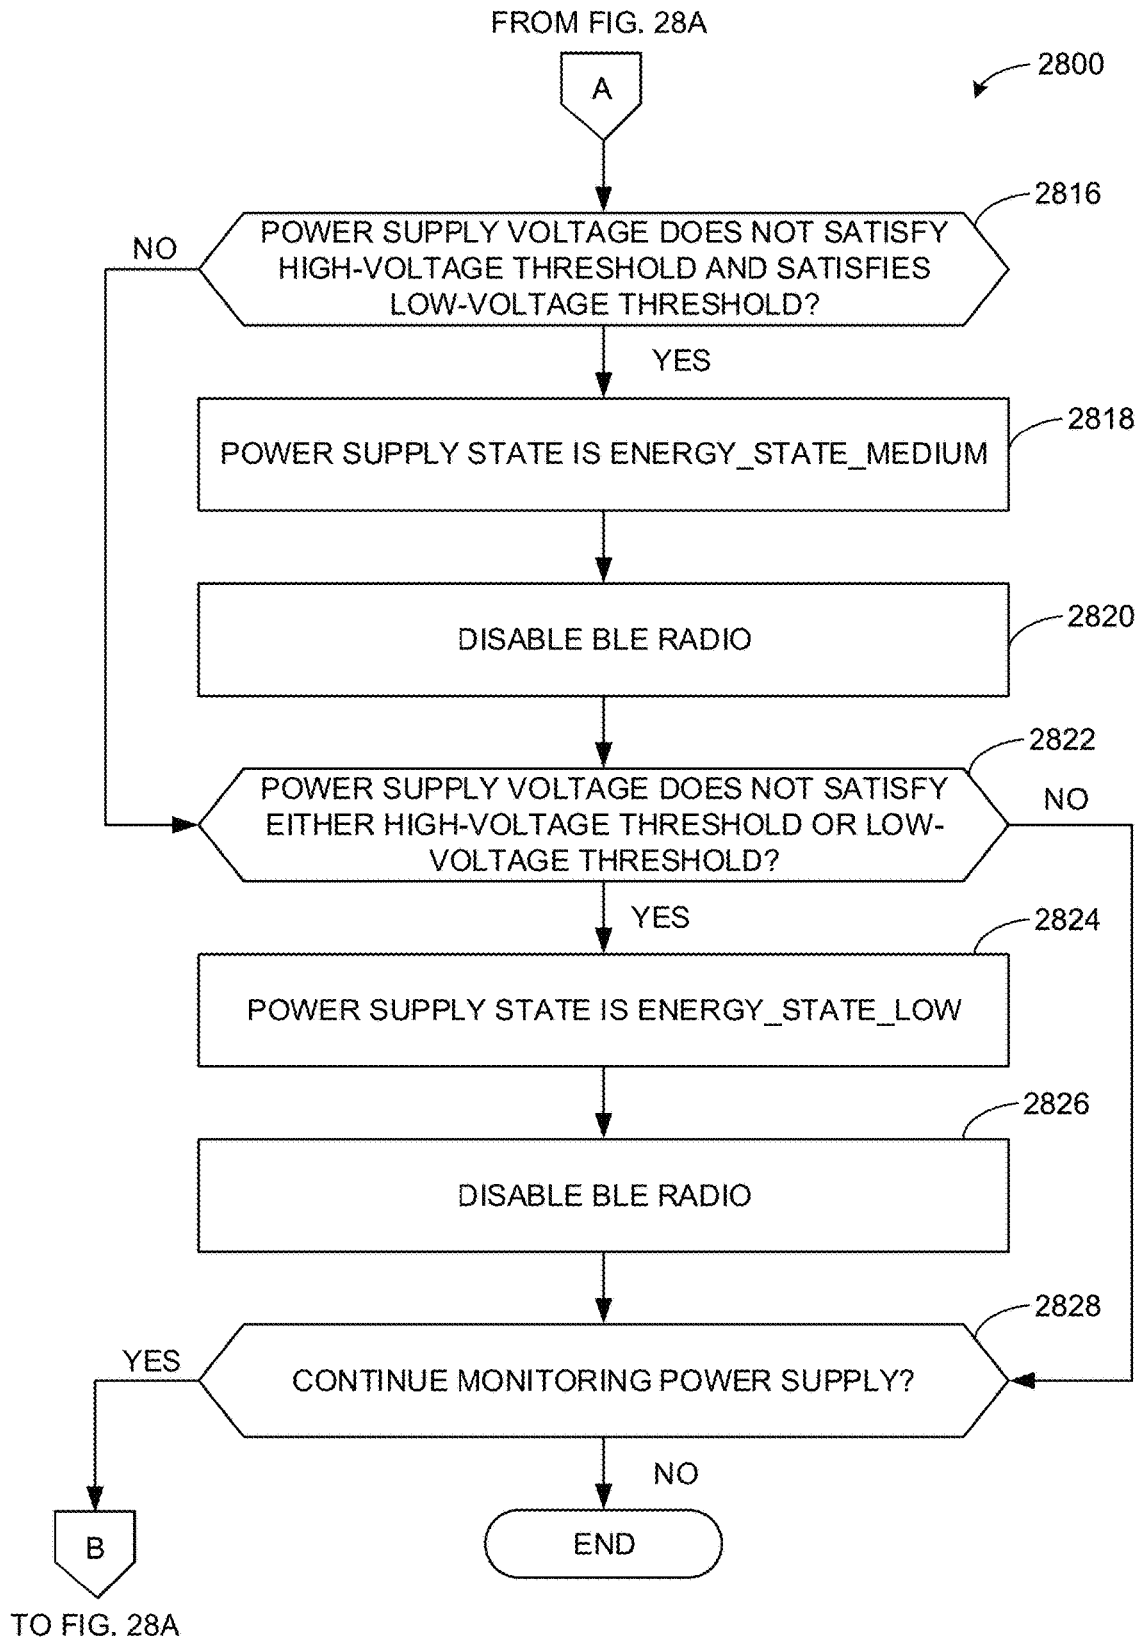 FROM FIG. 28A
A
2800
2816
POWER SUPPLY VOLTAGE DOES NOT SATISFY
HIGH-VOLTAGE THRESHOLD AND SATISFIES
LOW-VOLTAGE THRESHOLD?
NO
YES
2818
POWER SUPPLY STATE IS ENERGY_STATE_MEDIUM
2820
DISABLE BLE RADIO
2822
POWER SUPPLY VOLTAGE DOES NOT SATISFY
EITHER HIGH-VOLTAGE THRESHOLD OR LOW-
VOLTAGE THRESHOLD?
NO
YES
2824
POWER SUPPLY STATE IS ENERGY_STATE_LOW
2826
DISABLE BLE RADIO
2828
YES
CONTINUE MONITORING POWER SUPPLY?
NO
B
END
TO FIG. 28A